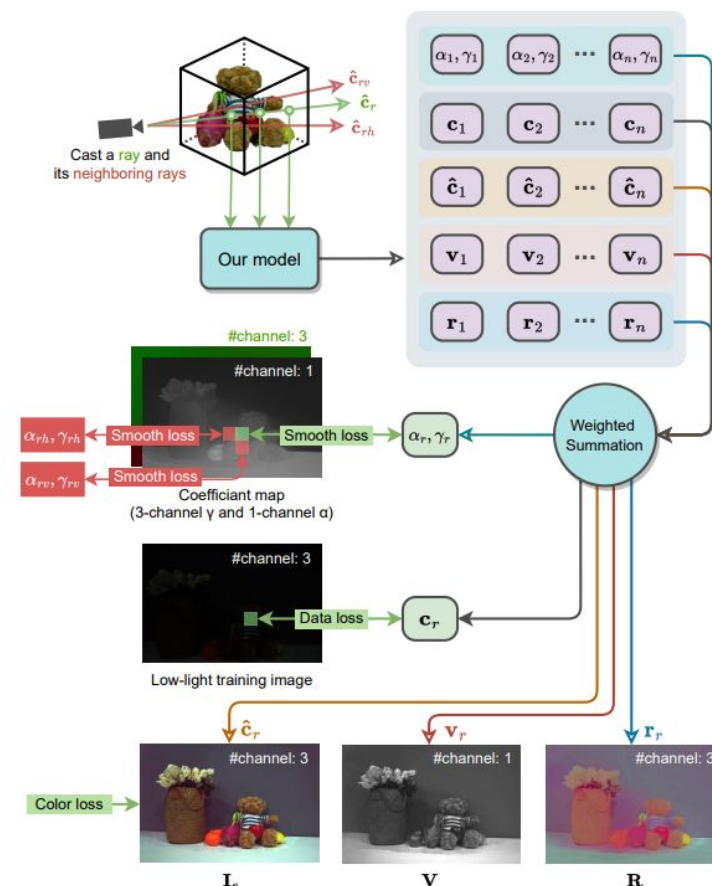 α₁, γ₁ α₂, γ₂ ··· αₙ, γₙ
ĉᵣᵥ
ĉᵣ
ĉᵣₕ
c₁ c₂ ··· cₙ
Cast a ray and
its neighboring rays
ĉ₁ ĉ₂ ··· ĉₙ
Our model
v₁ v₂ ··· vₙ
r₁ r₂ ··· rₙ
#channel: 3
#channel: 1
αᵣₕ, γᵣₕ Smooth loss Smooth loss αᵣ, γᵣ
Weighted
Summation
αᵣᵥ, γᵣᵥ Smooth loss
Coefficiant map
(3-channel γ and 1-channel α)
#channel: 3
Data loss cᵣ
Low-light training image
ĉᵣ vᵣ rᵣ
#channel: 3 #channel: 1 #channel: 3
Color loss
V R